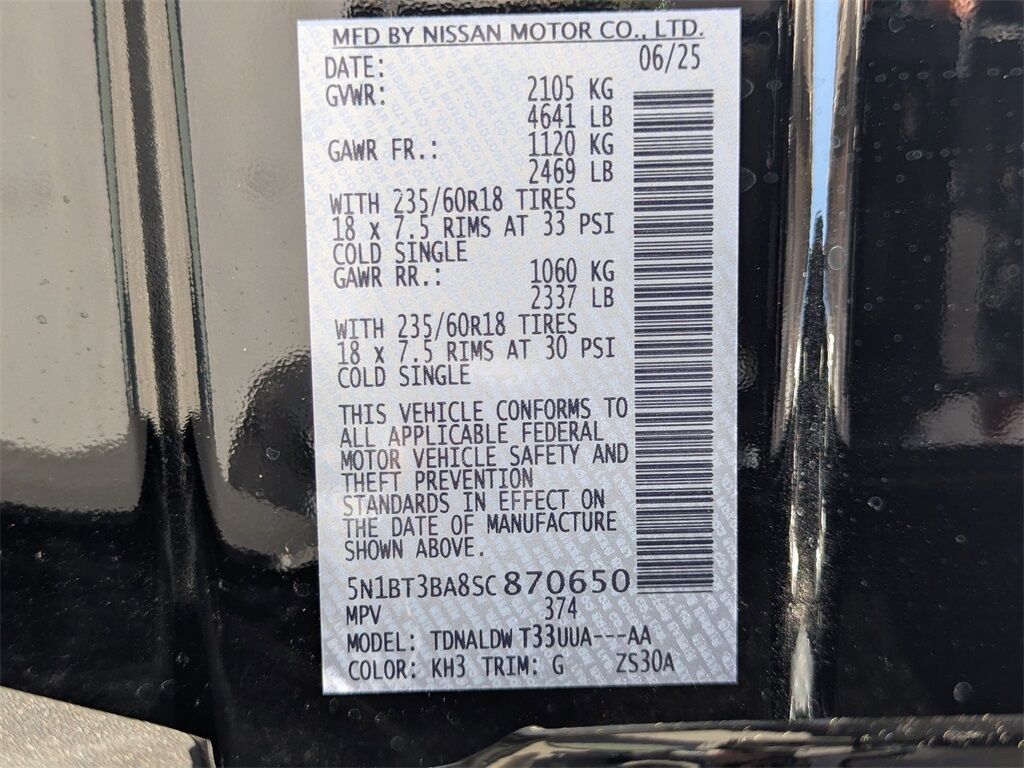 MFD BY NISSAN MOTOR CO., LTD.
DATE: 06/25
GVWR: 2105 KG
4641 LB
GAWR FR.: 1120 KG
2469 LB
WITH 235/60R18 TIRES
18 x 7.5 RIMS AT 33 PSI
COLD SINGLE
GAWR RR.: 1060 KG
2337 LB
WITH 235/60R18 TIRES
18 x 7.5 RIMS AT 30 PSI
COLD SINGLE
THIS VEHICLE CONFORMS TO
ALL APPLICABLE FEDERAL
MOTOR VEHICLE SAFETY AND
THEFT PREVENTION
STANDARDS IN EFFECT ON
THE DATE OF MANUFACTURE
SHOWN ABOVE.
5N1BT3BA8SC870650
MPV 374
MODEL: TDNALDW T33UUA---AA
COLOR: KH3 TRIM: G ZS30A